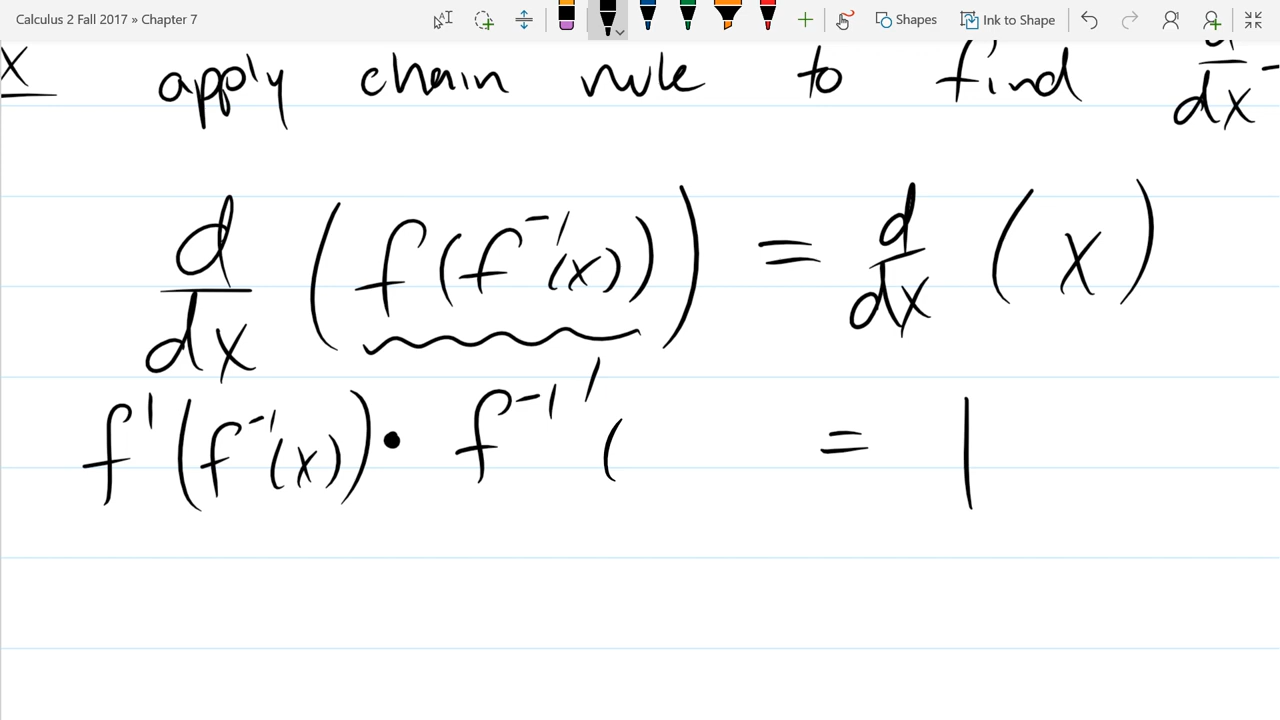 Calculus 2 Fall 2017 » Chapter 7
Shapes
Ink to Shape
x apply chain rule to find d/dx
d/dx (f(f⁻¹(x))) = d/dx (x)
f'(f⁻¹(x)) • f⁻¹'( = 1